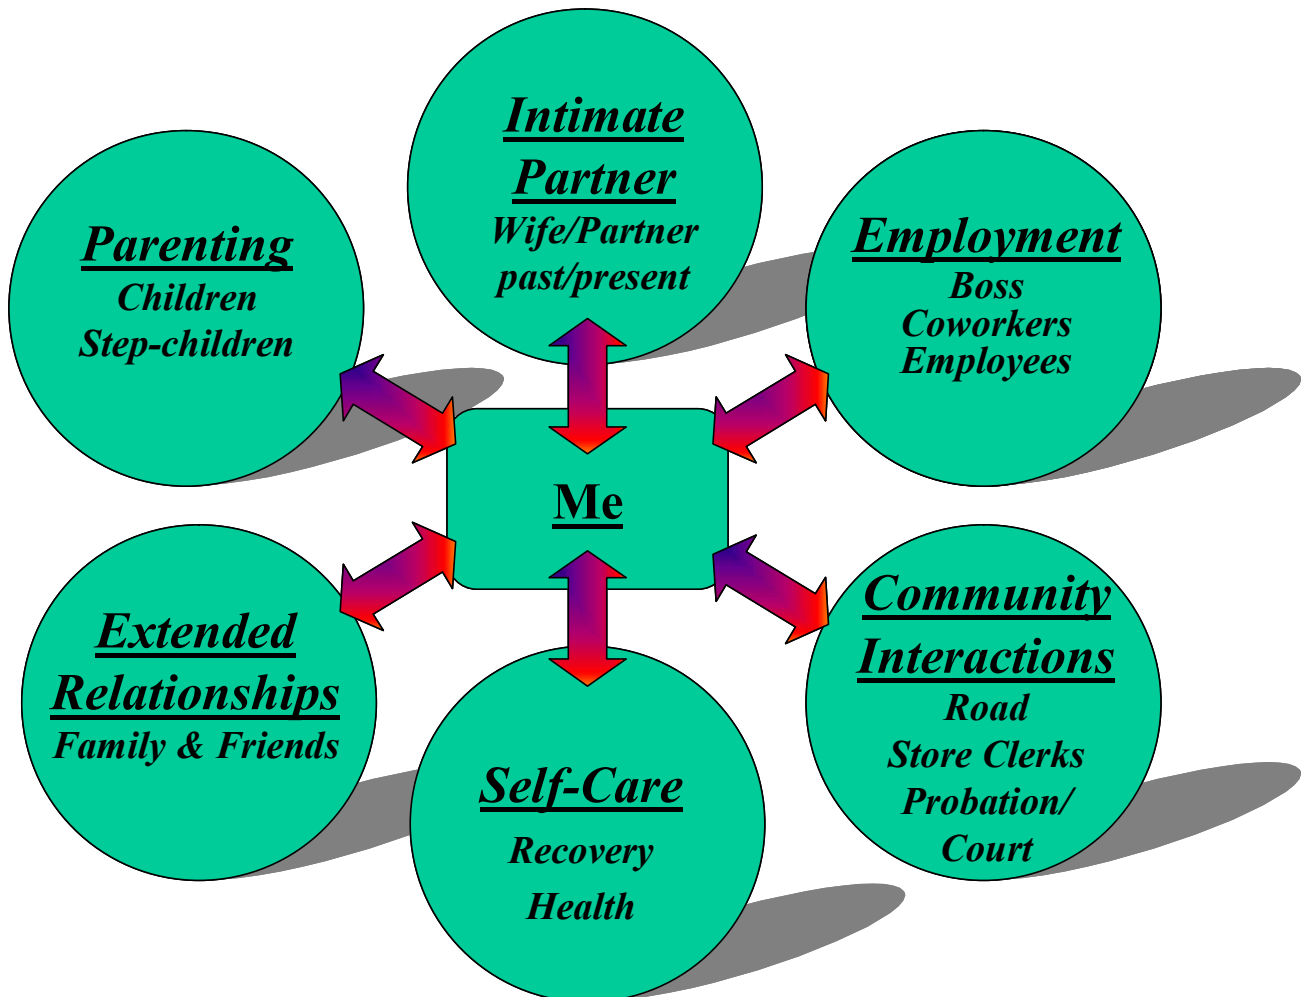 Intimate
Partner
Wife/Partner
past/present
Parenting
Children
Step-children
Employment
Boss
Coworkers
Employees
Me
Extended
Relationships
Family & Friends
Community
Interactions
Road
Store Clerks
Probation/
Court
Self-Care
Recovery
Health